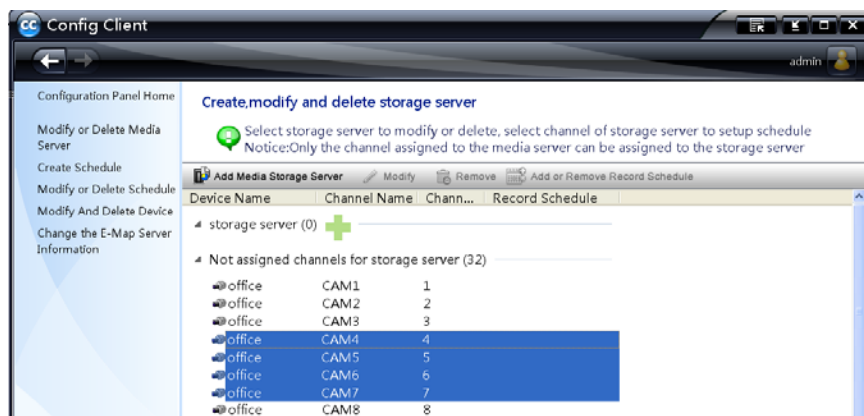 CC Config Client
admin
Configuration Panel Home
Modify or Delete Media
Server
Create Schedule
Modify or Delete Schedule
Modify And Delete Device
Change the E-Map Server
Information
Create,modify and delete storage server
Select storage server to modify or delete, select channel of storage server to setup schedule
Notice:Only the channel assigned to the media server can be assigned to the storage server
Add Media Storage Server Modify Remove Add or Remove Record Schedule
Device Name Channel Name Chann... Record Schedule
storage server (0)
Not assigned channels for storage server (32)
office CAM1 1
office CAM2 2
office CAM3 3
office CAM4 4
office CAM5 5
office CAM6 6
office CAM7 7
office CAM8 8